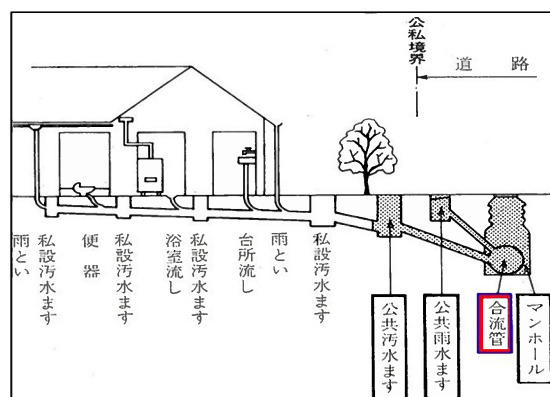 公私境界
道路
雨とい
私設汚水ます
便器
私設汚水ます
浴室流し
私設汚水ます
台所流し
雨とい
私設汚水ます
公共汚水ます
公共雨水ます
合流管
マンホール